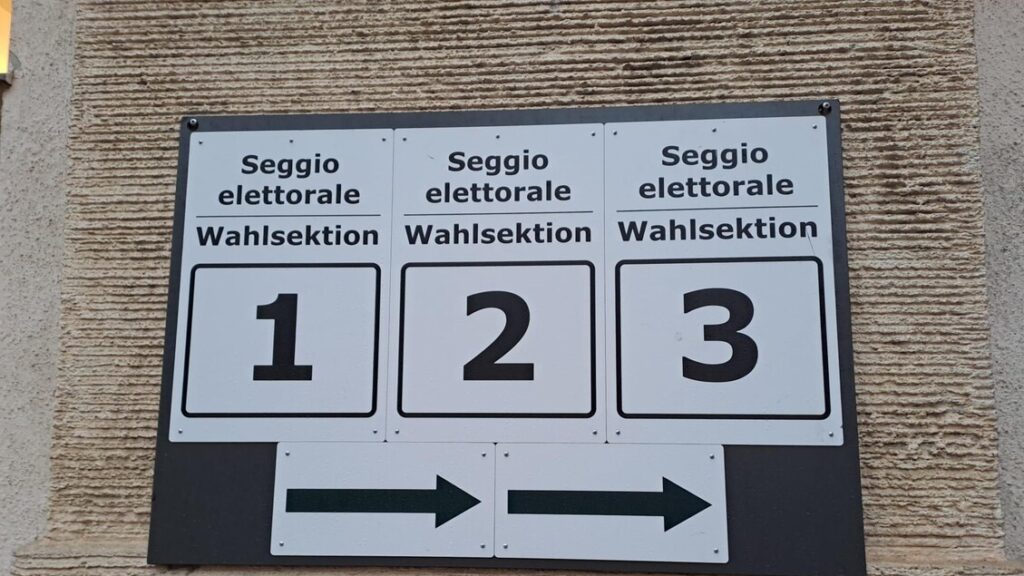 Seggio
elettorale
Wahlsektion
1
Seggio
elettorale
Wahlsektion
2
Seggio
elettorale
Wahlsektion
3